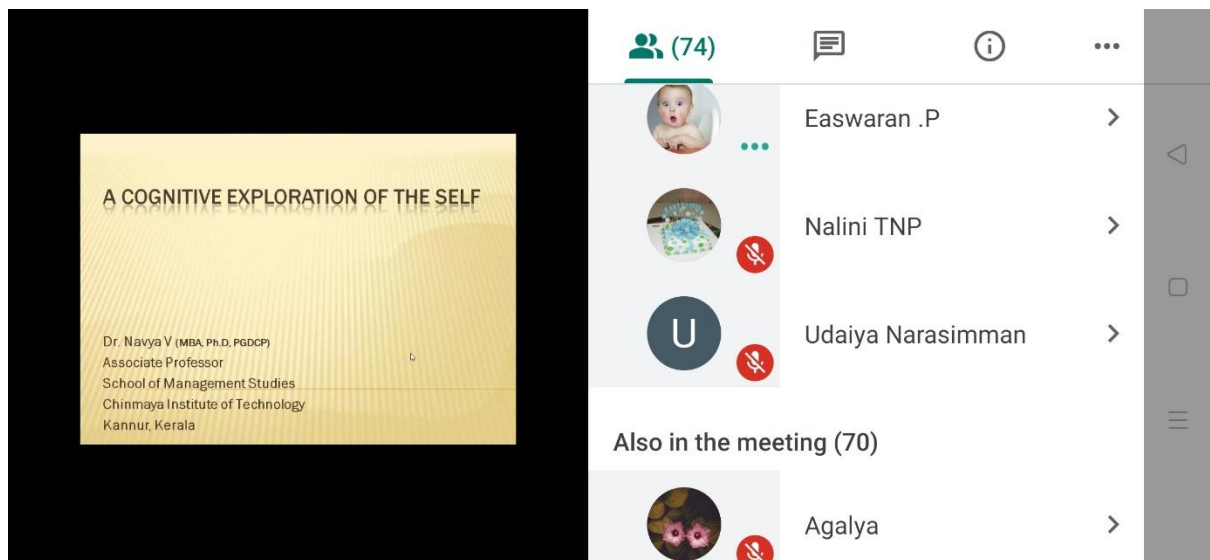 A COGNITIVE EXPLORATION OF THE SELF
Dr. Navya V (MBA, Ph.D, PGDCP)
Associate Professor
School of Management Studies
Chinmaya Institute of Technology
Kannur, Kerala
(74)
Easwaran .P
Nalini TNP
U
Udaiya Narasimman
Also in the meeting (70)
Agalya